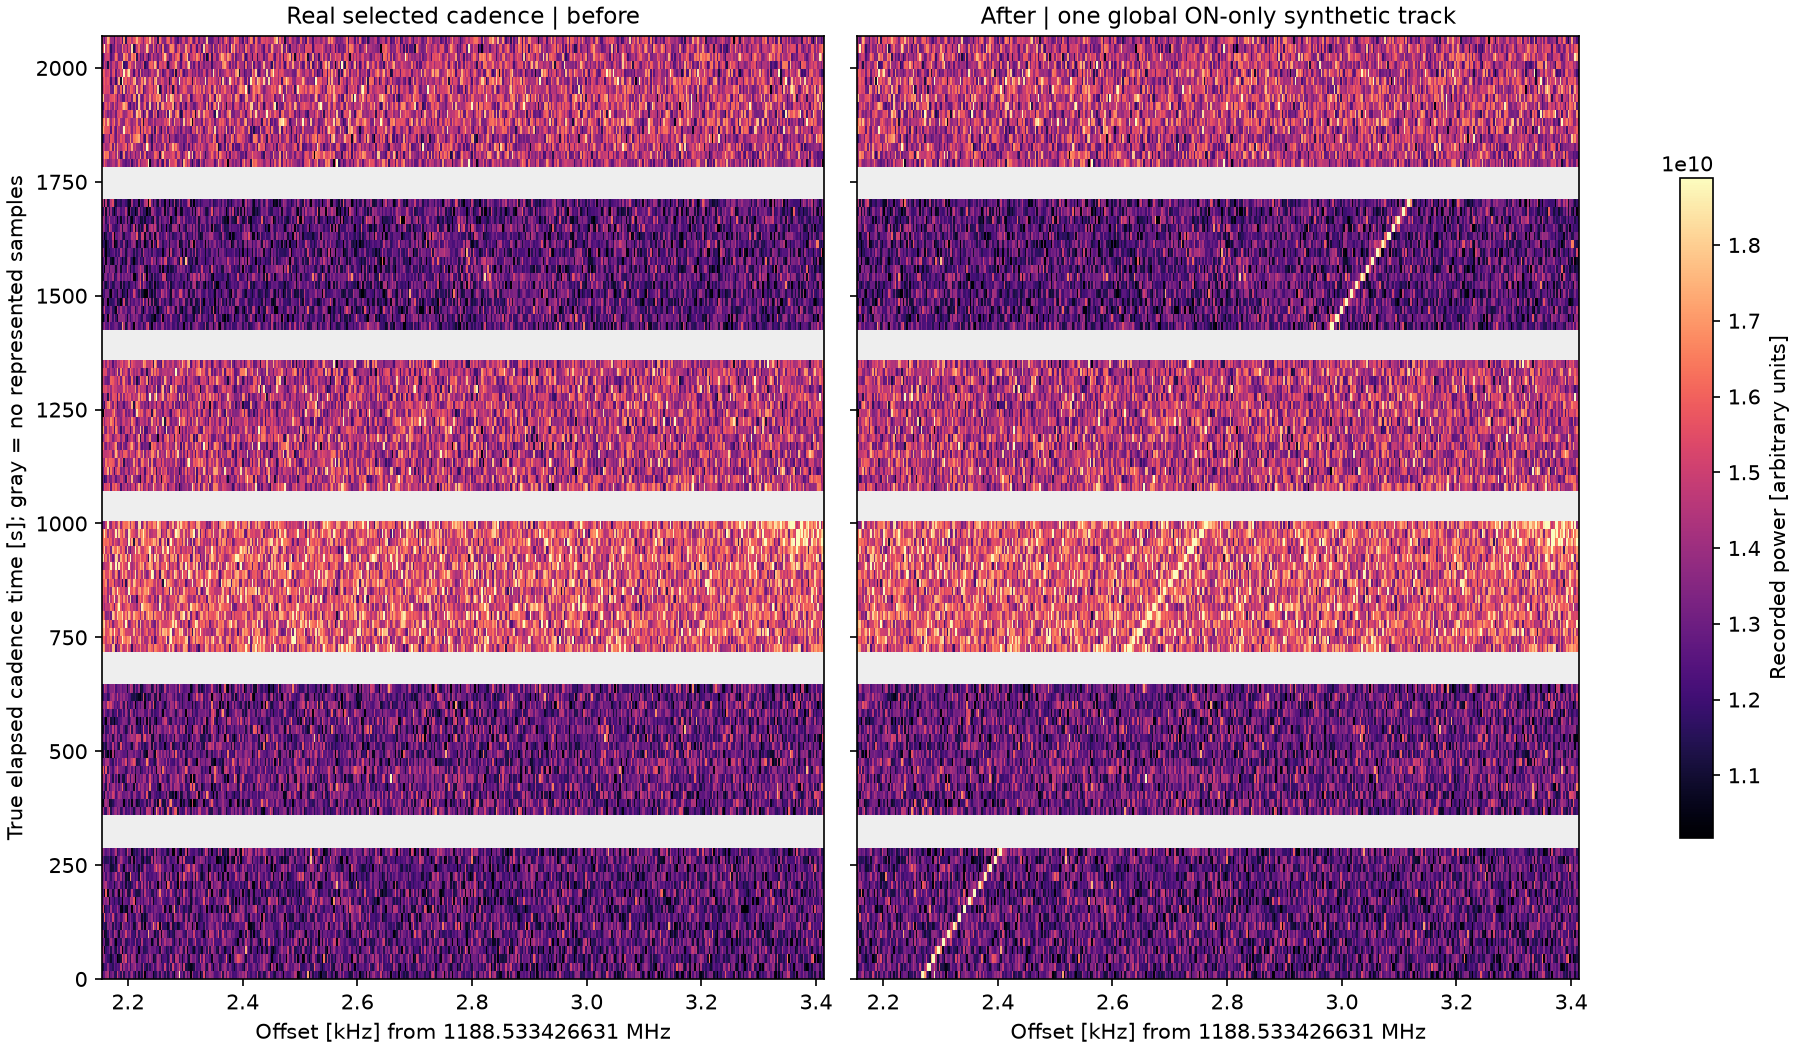 Real selected cadence | before
After | one global ON-only synthetic track
True elapsed cadence time [s]; gray = no represented samples
2000
1750
1500
1250
1000
750
500
250
0
2.2 2.4 2.6 2.8 3.0 3.2 3.4
Offset [kHz] from 1188.533426631 MHz
2.2 2.4 2.6 2.8 3.0 3.2 3.4
Offset [kHz] from 1188.533426631 MHz
1e10
1.8
1.7
1.6
1.5
1.4
1.3
1.2
1.1
Recorded power [arbitrary units]